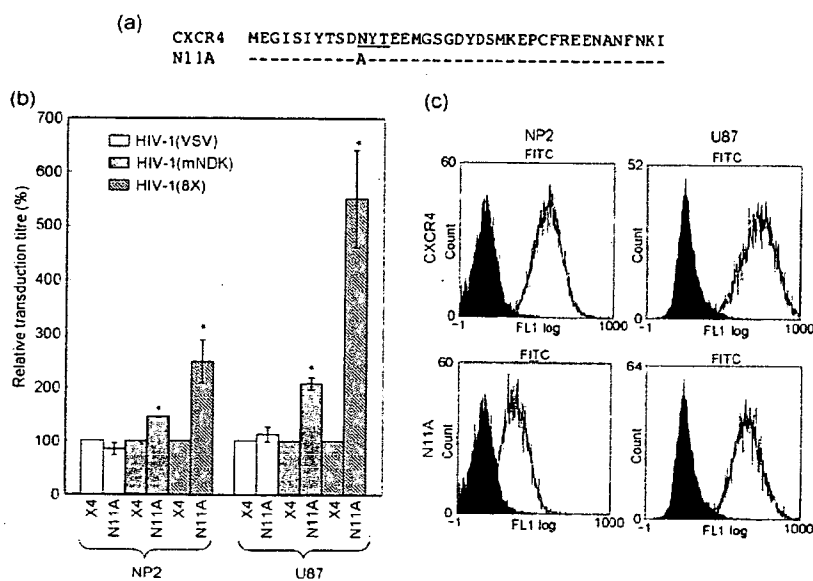 (a)
CXCR4 MEGISIYTSDNYTEEMGSGDYDSMKEPCFREENANFNKI
N11A ----------A----------------------------
(b)
700
600
500
400
300
200
100
0
Relative transduction titre (%)
HIV-1(VSV)
HIV-1(mNDK)
HIV-1(8X)
* * * *
X4 N11A X4 N11A X4 N11A X4 N11A X4 N11A X4 N11A
NP2 U87
(c)
NP2 U87
FITC FITC
CXCR4
60 Count 0
-1 FL1 log 1000
52 Count 0
-1 FL1 log 1000
FITC FITC
N11A
60 Count 0
-1 FL1 log 1000
64 Count 0
-1 FL1 log 1000